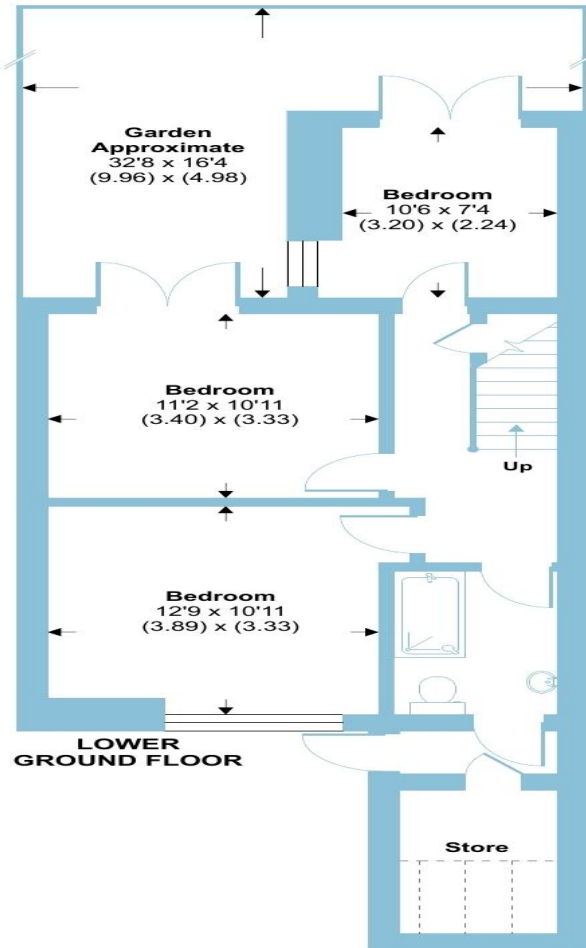 Garden
Approximate
32'8 x 16'4
(9.96) x (4.98)
Bedroom
10'6 x 7'4
(3.20) x (2.24)
Bedroom
11'2 x 10'11
(3.40) x (3.33)
Up
Bedroom
12'9 x 10'11
(3.89) x (3.33)
LOWER
GROUND FLOOR
Store